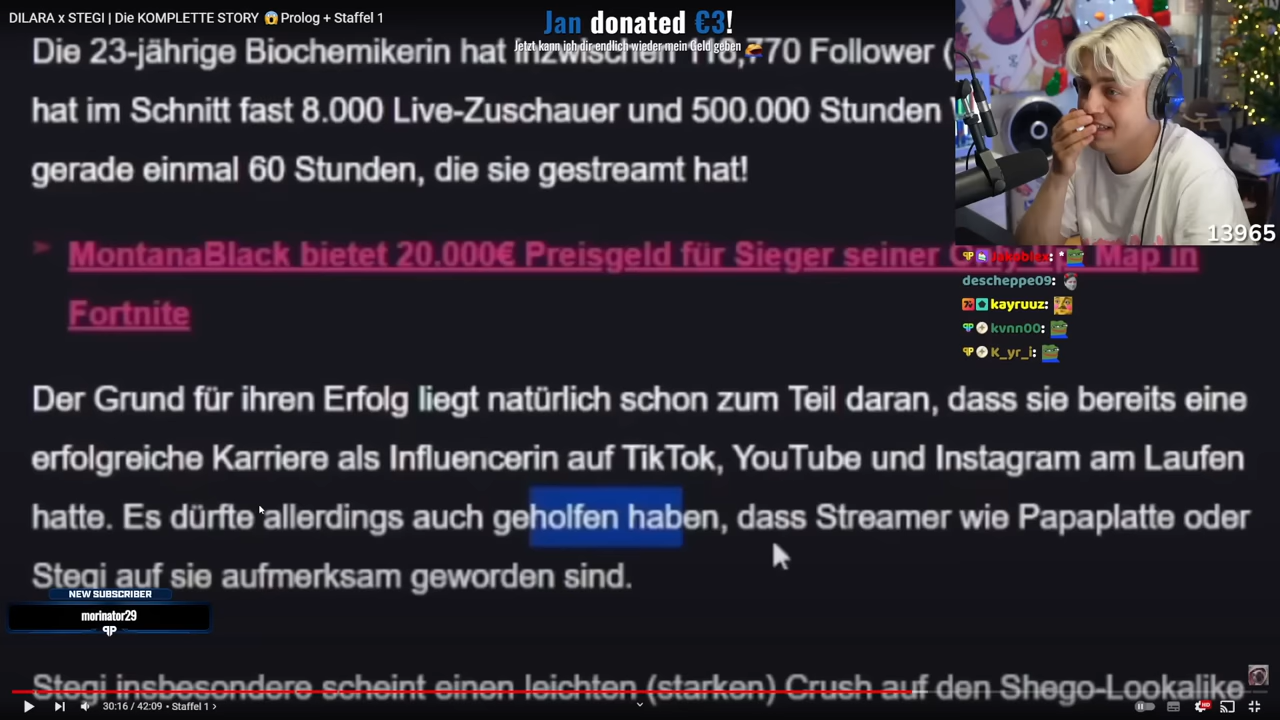 DILARA x STEGI | Die KOMPLETTE STORY 😱 Prolog + Staffel 1
Jan donated €3!
Jetzt kann ich dir endlich wieder mein Geld geben
Die 23-jährige Biochemikerin hat inzwischen 118,770 Follower (
hat im Schnitt fast 8.000 Live-Zuschauer und 500.000 Stunden
gerade einmal 60 Stunden, die sie gestreamt hat!
13965
➤ MontanaBlack bietet 20.000€ Preisgeld für Sieger seiner Only Up! Map in
Fortnite
lakublex: *
descheppe09:
kayruuz:
kvnn00:
K_yr_i:
Der Grund für ihren Erfolg liegt natürlich schon zum Teil daran, dass sie bereits eine
erfolgreiche Karriere als Influencerin auf TikTok, YouTube und Instagram am Laufen
hatte. Es dürfte allerdings auch geholfen haben, dass Streamer wie Papaplatte oder
Stegi auf sie aufmerksam geworden sind.
NEW SUBSCRIBER
morinator29
Stegi insbesondere scheint einen leichten (starken) Crush auf den Shego-Lookalike
30:16 / 42:09 • Staffel 1 >
HD